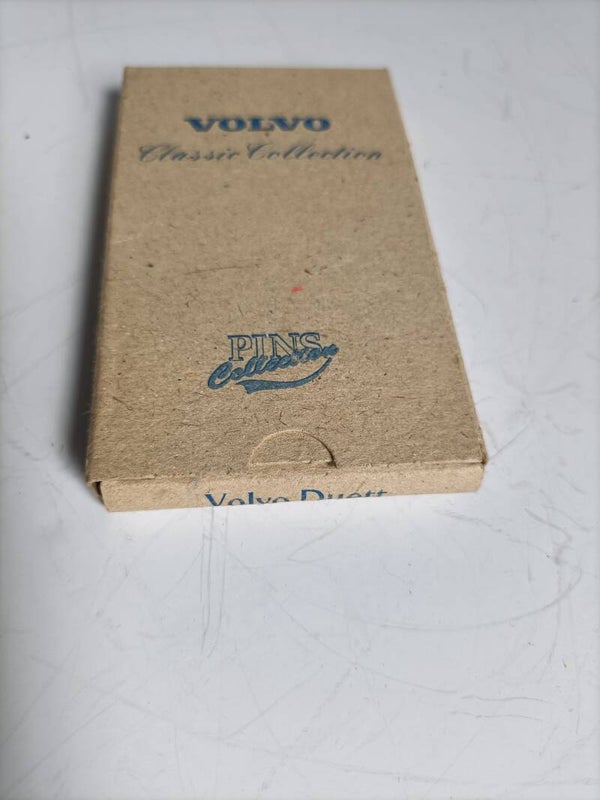 VOLVO
Classic Collection
PINS
Collection
Volvo Duett